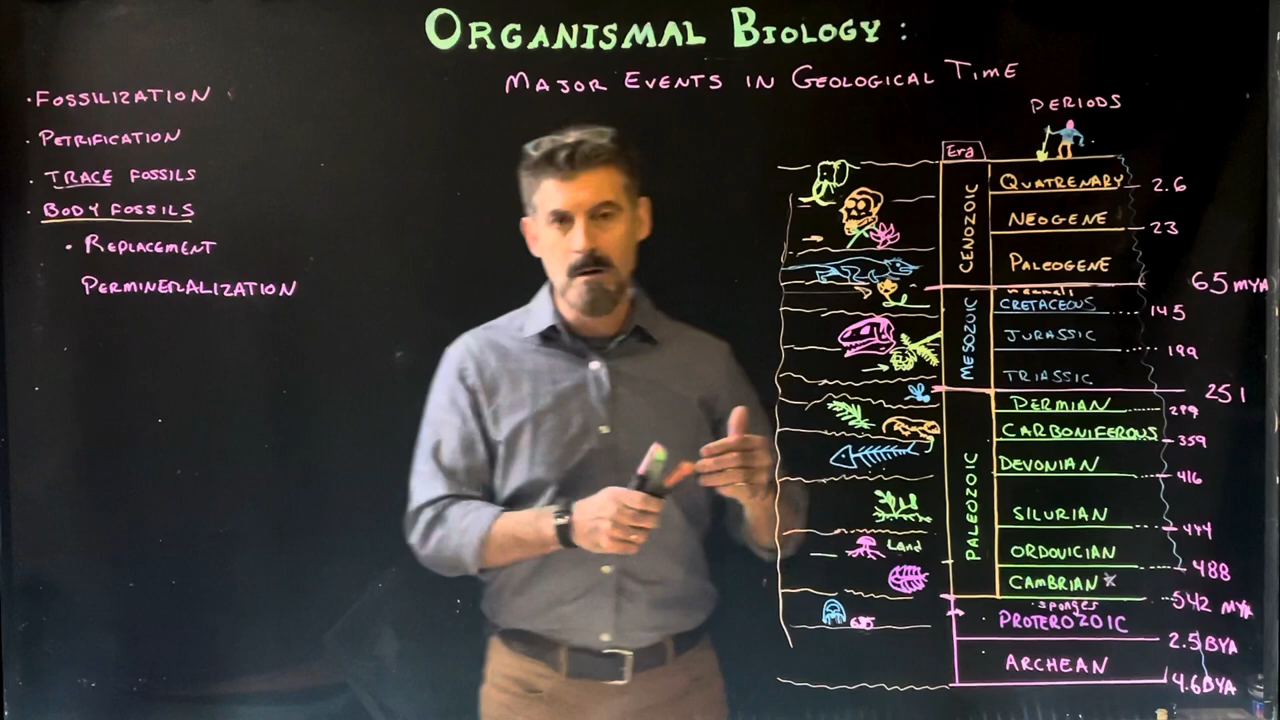 ORGANISMAL BIOLOGY:
MAJOR EVENTS IN GEOLOGICAL TIME
· FOSSILIZATION
· PETRIFICATION
· TRACE FOSSILS
· BODY FOSSILS
• REPLACEMENT
PERMINERALIZATION
PERIODS
Era
CENOZOIC
QUATRENARY 2.6
NEOGENE 23
PALEOGENE
65 MYA
MESOZOIC
CRETACEOUS 145
JURASSIC 199
TRIASSIC
251
PALEOZOIC
PERMIAN 299
CARBONIFEROUS 359
DEVONIAN 416
SILURIAN 444
Land
ORDOVICIAN 488
CAMBRIAN * 542 MYA
sponges
635
PROTEROZOIC 2.5 BYA
ARCHEAN 4.6 BYA